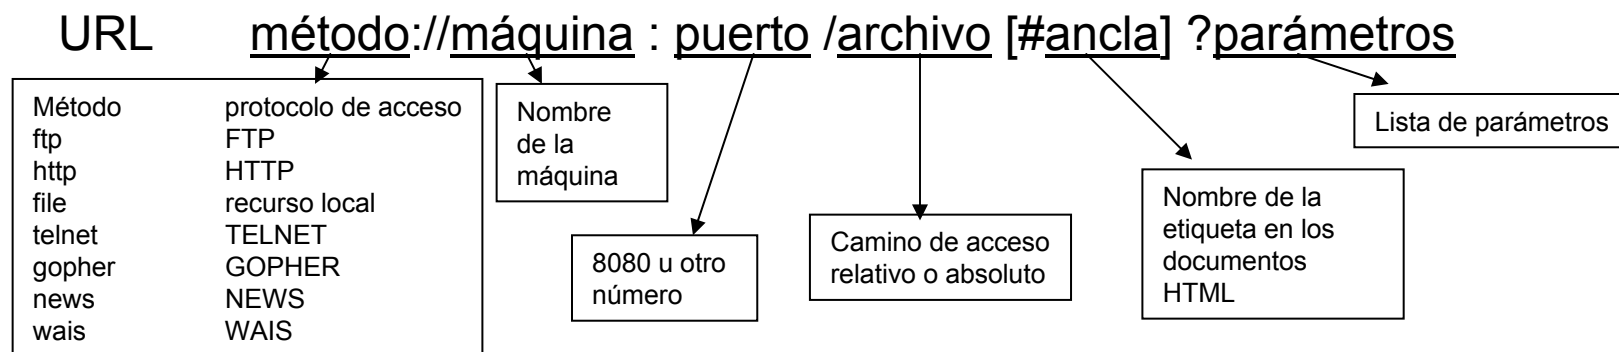 URL método://máquina : puerto /archivo [#ancla] ?parámetros
Método protocolo de acceso
ftp FTP
http HTTP
file recurso local
telnet TELNET
gopher GOPHER
news NEWS
wais WAIS
Nombre
de la
máquina
8080 u otro
número
Camino de acceso
relativo o absoluto
Nombre de la
etiqueta en los
documentos
HTML
Lista de parámetros